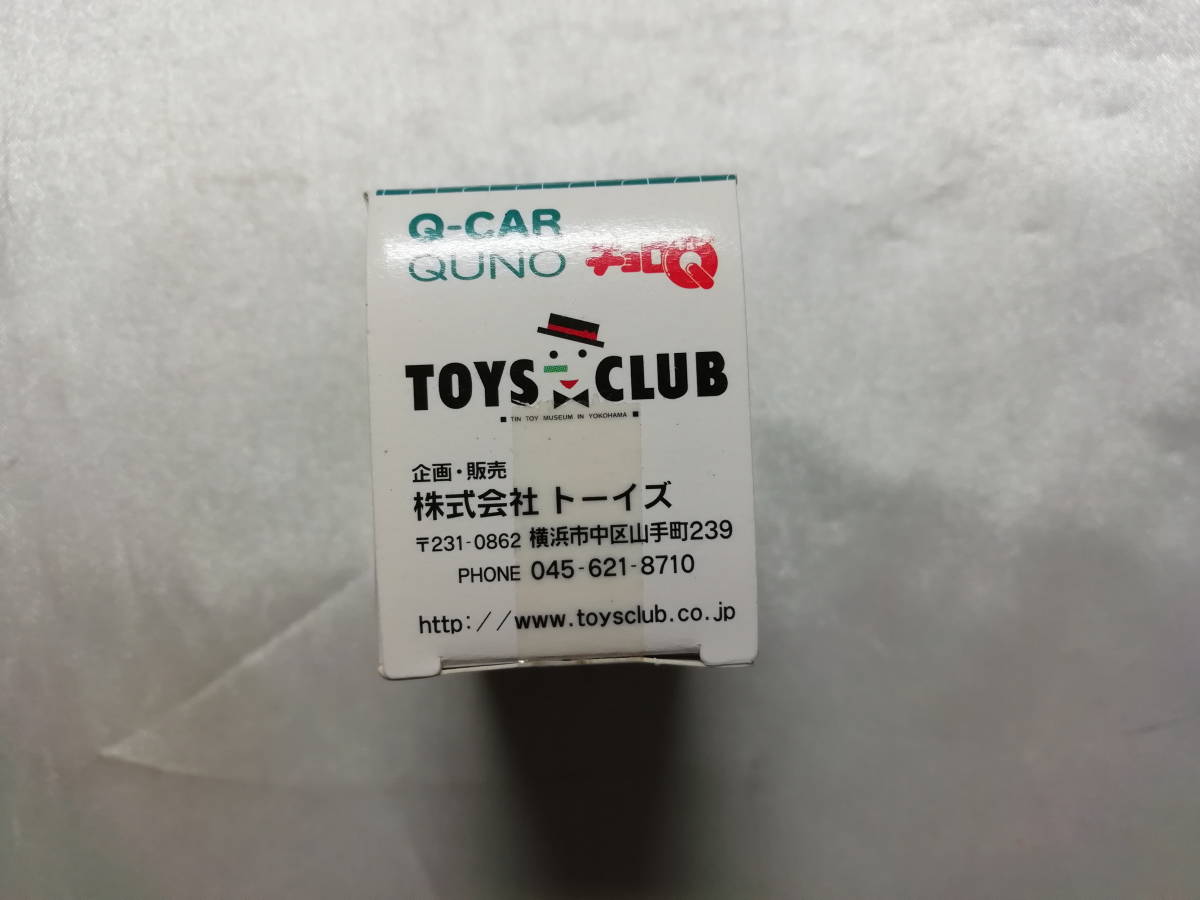 Q-CAR
QUNO チョロQ
TOYS CLUB
■ TIN TOY MUSEUM IN YOKOHAMA ■
企画・販売
株式会社 トーイズ
〒231-0862 横浜市中区山手町239
PHONE 045-621-8710
http://www.toysclub.co.jp